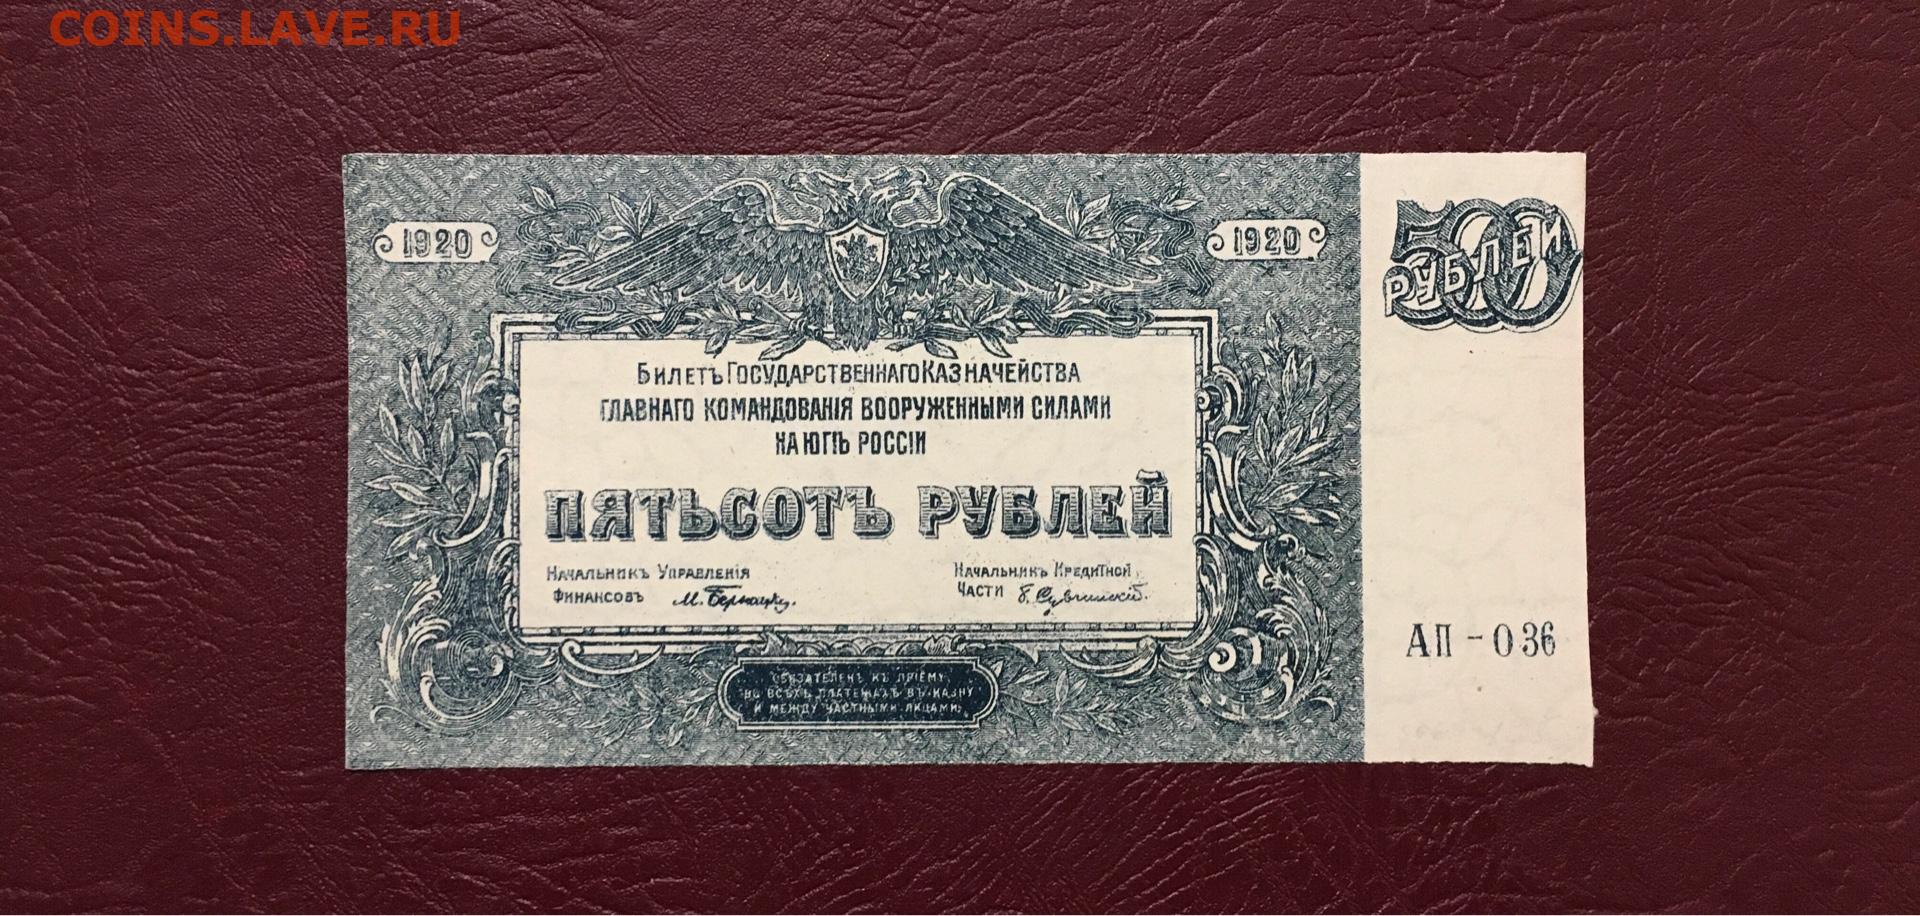 COINS.LAVE.RU
1920
1920
500
РУБЛЕЙ
БИЛЕТЪ ГОСУДАРСТВЕННАГО КАЗНАЧЕЙСТВА
ГЛАВНАГО КОМАНДОВАНІЯ ВООРУЖЕННЫМИ СИЛАМИ
НА ЮГѢ РОССІИ
ПЯТЬСОТЪ РУБЛЕЙ
НАЧАЛЬНИКЪ УПРАВЛЕНІЯ
ФИНАНСОВЪ М. Бернацкій.
НАЧАЛЬНИКЪ КРЕДИТНОЙ
ЧАСТИ Б. Сувчинскій.
ОБЯЗАТЕЛЕНЪ КЪ ПРІЕМУ
ВО ВСѢХЪ ПЛАТЕЖАХЪ ВЪ КАЗНУ
И МЕЖДУ ЧАСТНЫМИ ЛИЦАМИ.
АП - 036